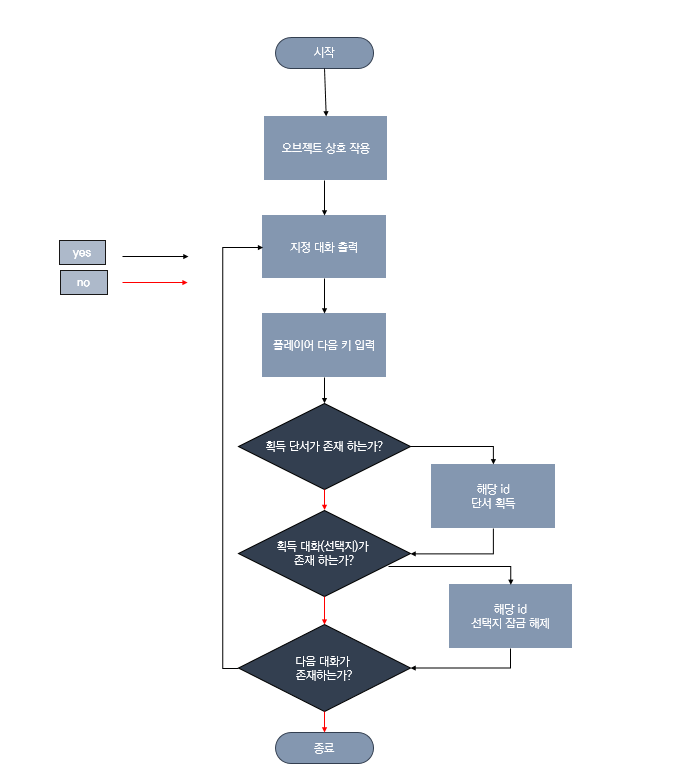 시작
오브젝트 상호 작용
지정 대화 출력
yes
no
플레이어 다음 키 입력
획득 단서가 존재 하는가?
해당 id
단서 획득
획득 대화(선택지)가
존재 하는가?
해당 id
선택지 잠금 해제
다음 대화가
존재하는가?
종료